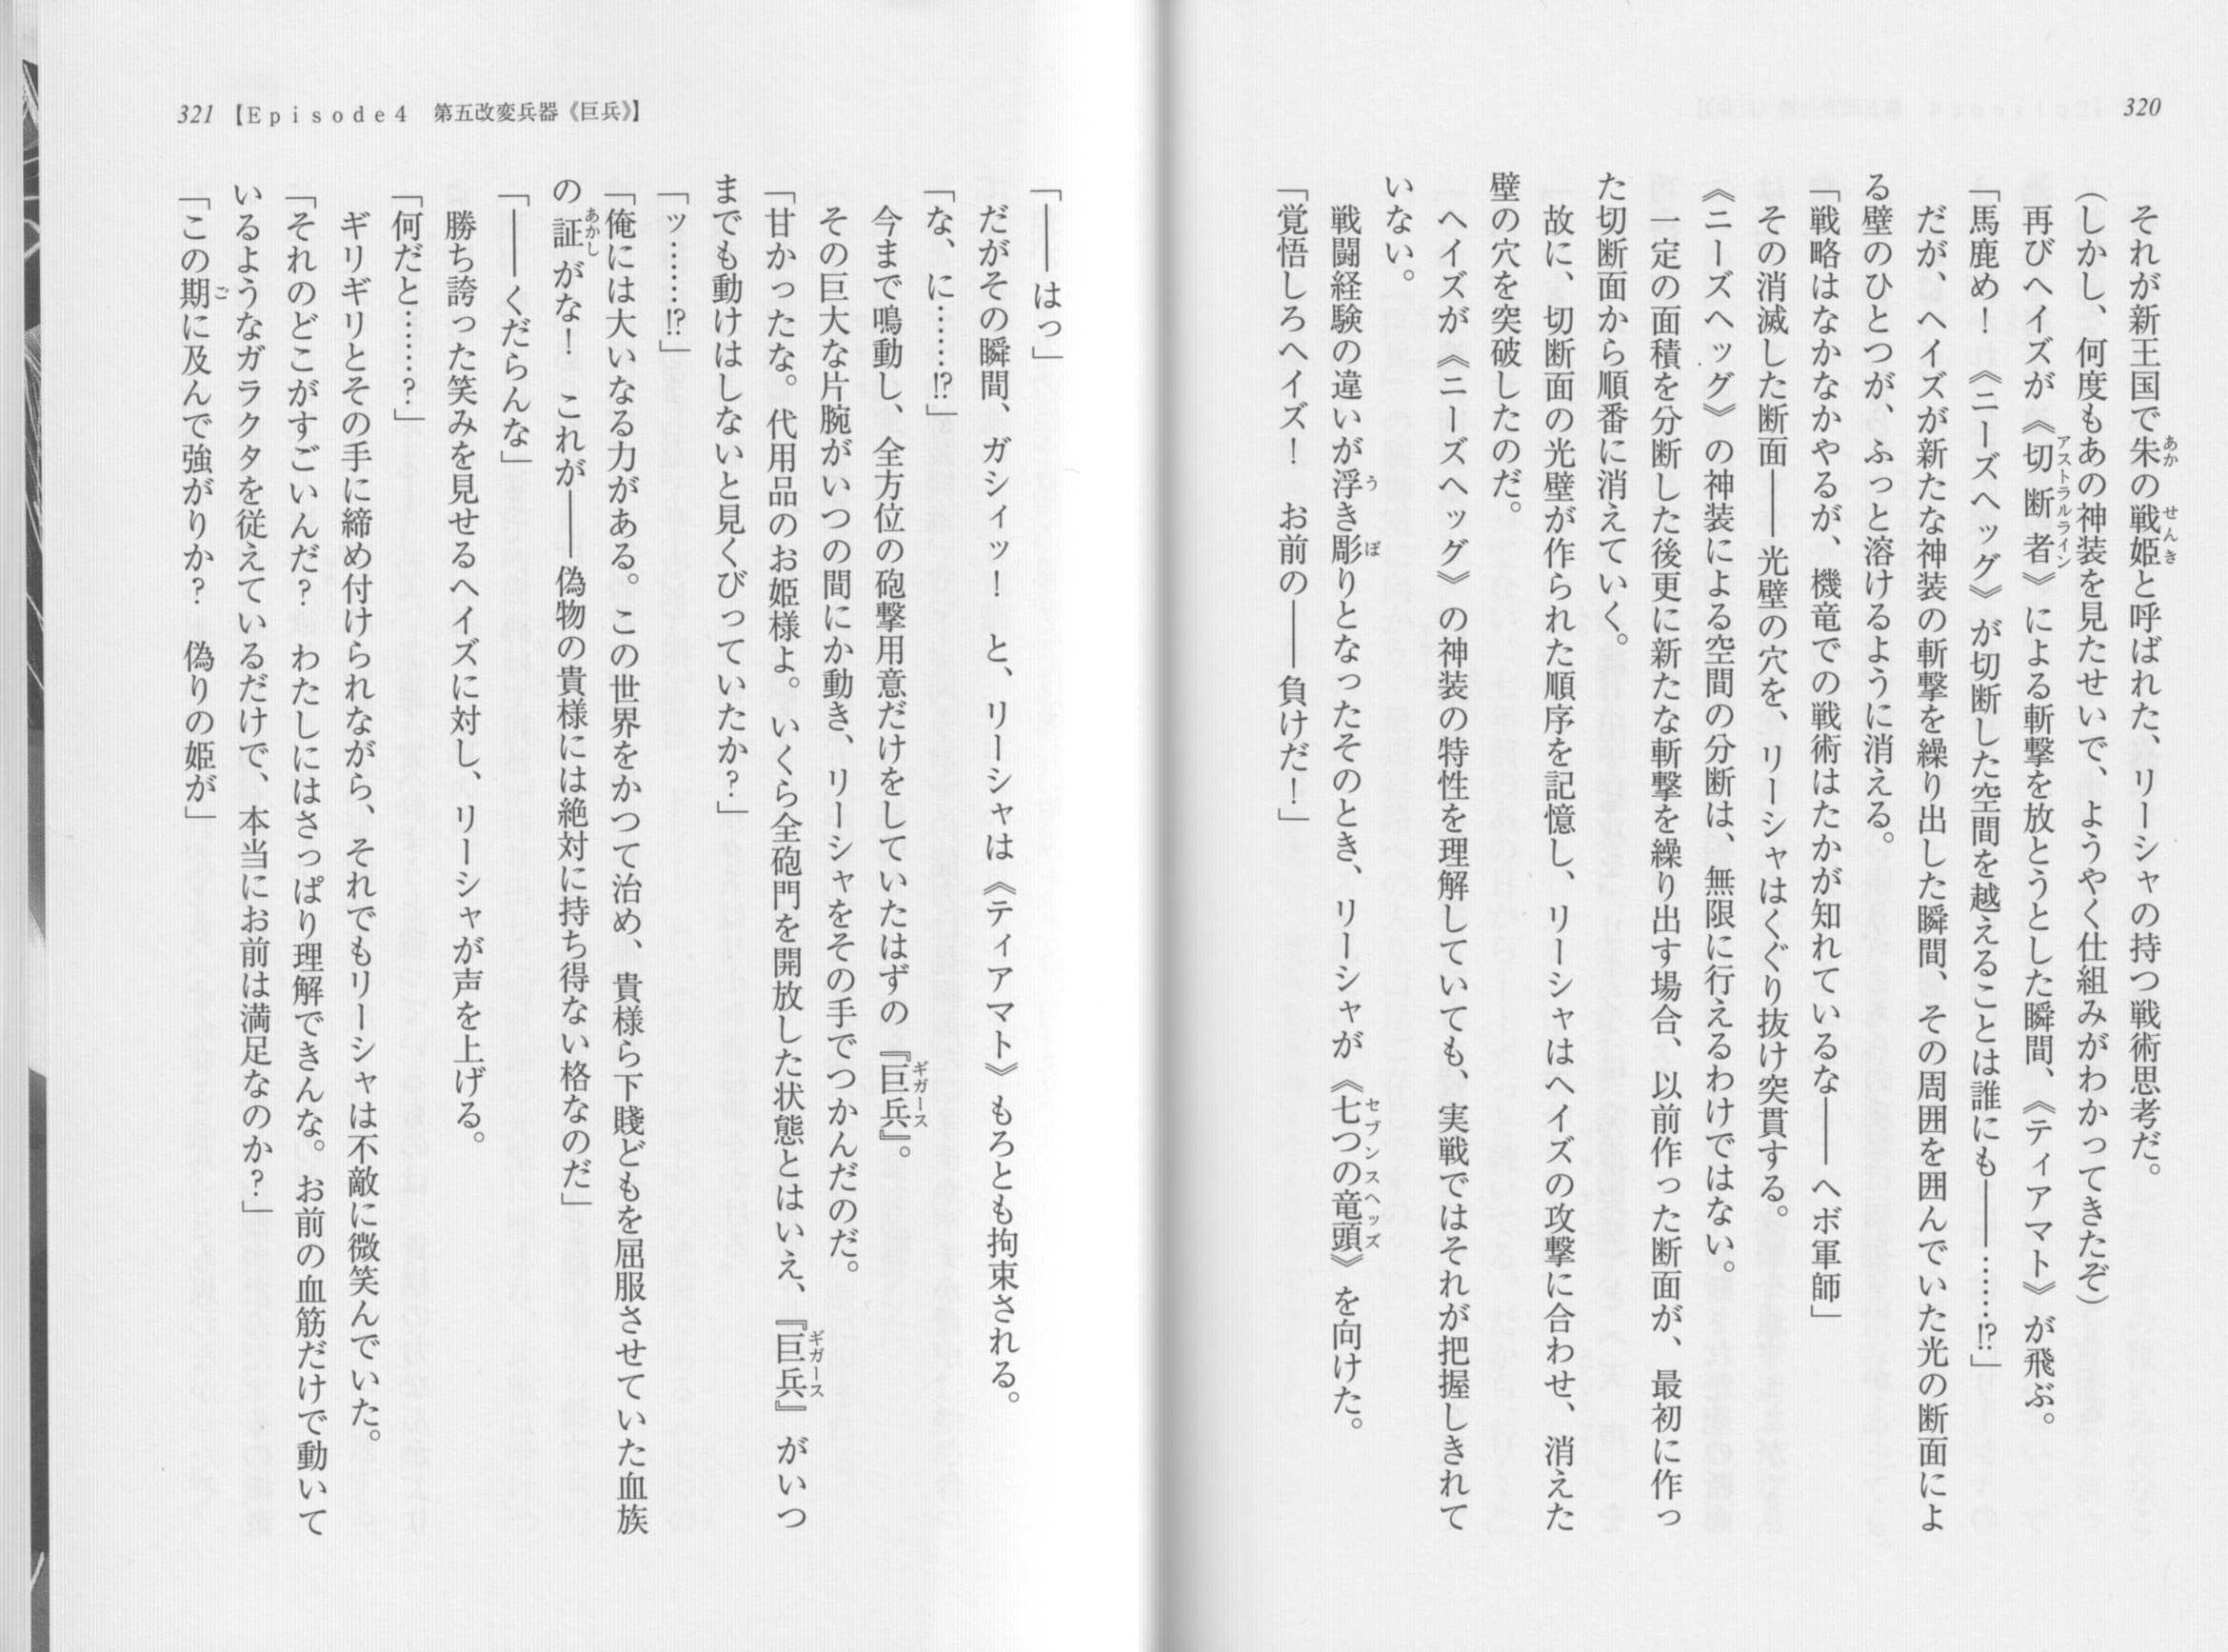 320
それが新王国で朱の戦姫と呼ばれた、リーシャの持つ戦術思考だ。
(しかし、何度もあの神装を見たせいで、ようやく仕組みがわかってきたぞ)
再びヘイズが《切断者》による斬撃を放とうとした瞬間、《ティアマト》が飛ぶ。
「馬鹿め！《ニーズヘッグ》が切断した空間を越えることは誰にも――……⁉」
だが、ヘイズが新たな神装の斬撃を繰り出した瞬間、その周囲を囲んでいた光の断面によ
る壁のひとつが、ふっと溶けるように消える。
「戦略はなかなかやるが、機竜での戦術はたかが知れているな――ヘボ軍師」
その消滅した断面――光壁の穴を、リーシャはくぐり抜け突貫する。
《ニーズヘッグ》の神装による空間の分断は、無限に行えるわけではない。
一定の面積を分断した後更に新たな斬撃を繰り出す場合、以前作った断面が、最初に作っ
た切断面から順番に消えていく。
故に、切断面の光壁が作られた順序を記憶し、リーシャはヘイズの攻撃に合わせ、消えた
壁の穴を突破したのだ。
ヘイズが《ニーズヘッグ》の神装の特性を理解していても、実戦ではそれが把握しきれて
いない。
戦闘経験の違いが浮き彫りとなったそのとき、リーシャが《七つの竜頭》を向けた。
「覚悟しろヘイズ！　お前の――負けだ！」
321【Episode4　第五改変兵器《巨兵》】
「――はっ」
だがその瞬間、ガシィッ！　と、リーシャは《ティアマト》もろとも拘束される。
「な、に……⁉」
今まで鳴動し、全方位の砲撃用意だけをしていたはずの『巨兵』。
その巨大な片腕がいつの間にか動き、リーシャをその手でつかんだのだ。
「甘かったな。代用品のお姫様よ。いくら全砲門を開放した状態とはいえ、『巨兵』がいつ
までも動けはしないと見くびっていたか？」
「ッ……⁉」
「俺には大いなる力がある。この世界をかつて治め、貴様ら下賤どもを屈服させていた血族
の証がな！　これが――偽物の貴様には絶対に持ち得ない格なのだ」
「――くだらんな」
勝ち誇った笑みを見せるヘイズに対し、リーシャが声を上げる。
「何だと……？」
ギリギリとその手に締め付けられながら、それでもリーシャは不敵に微笑んでいた。
「それのどこがすごいんだ？　わたしにはさっぱり理解できんな。お前の血筋だけで動いて
いるようなガラクタを従えているだけで、本当にお前は満足なのか？」
「この期に及んで強がりか？　偽りの姫が」